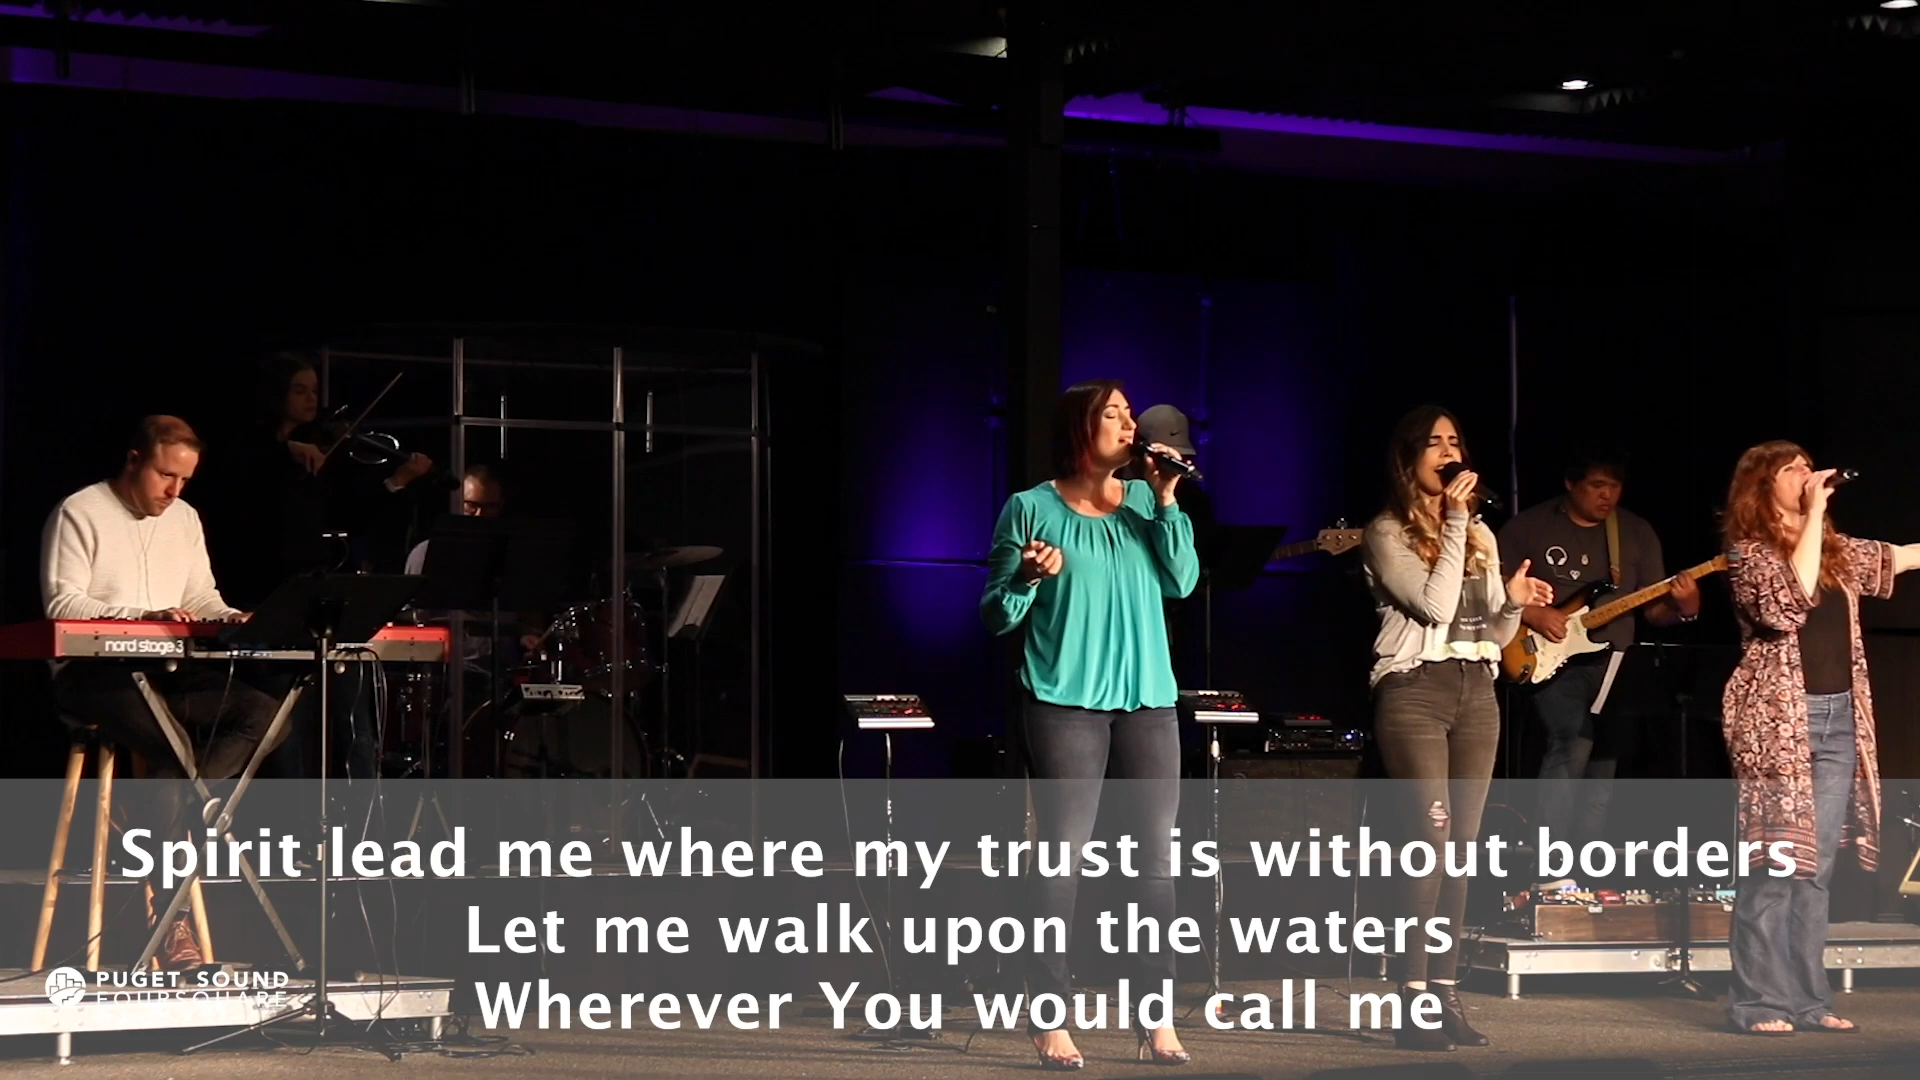 nord stage 3
Spirit lead me where my trust is without borders
Let me walk upon the waters
Wherever You would call me
PUGET SOUND
FOURSQUARE